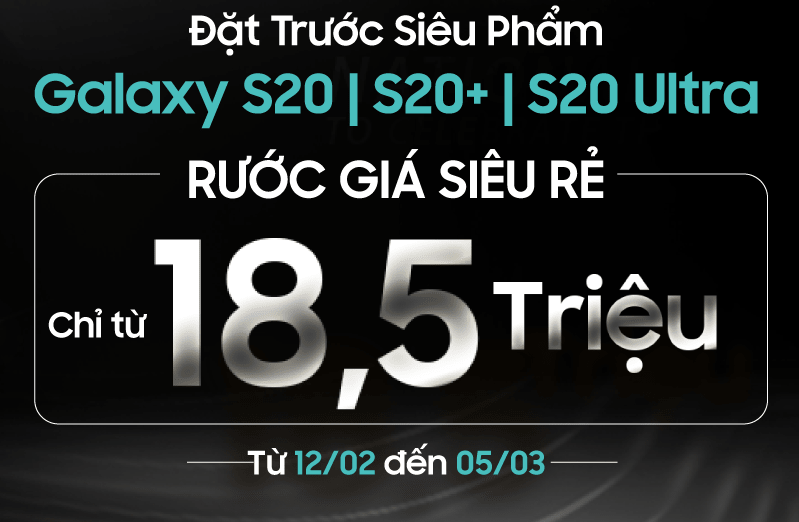 Đặt Trước Siêu Phẩm
Galaxy S20 | S20+ | S20 Ultra
RƯỚC GIÁ SIÊU RẺ
Chỉ từ 18,5 Triệu
Từ 12/02 đến 05/03